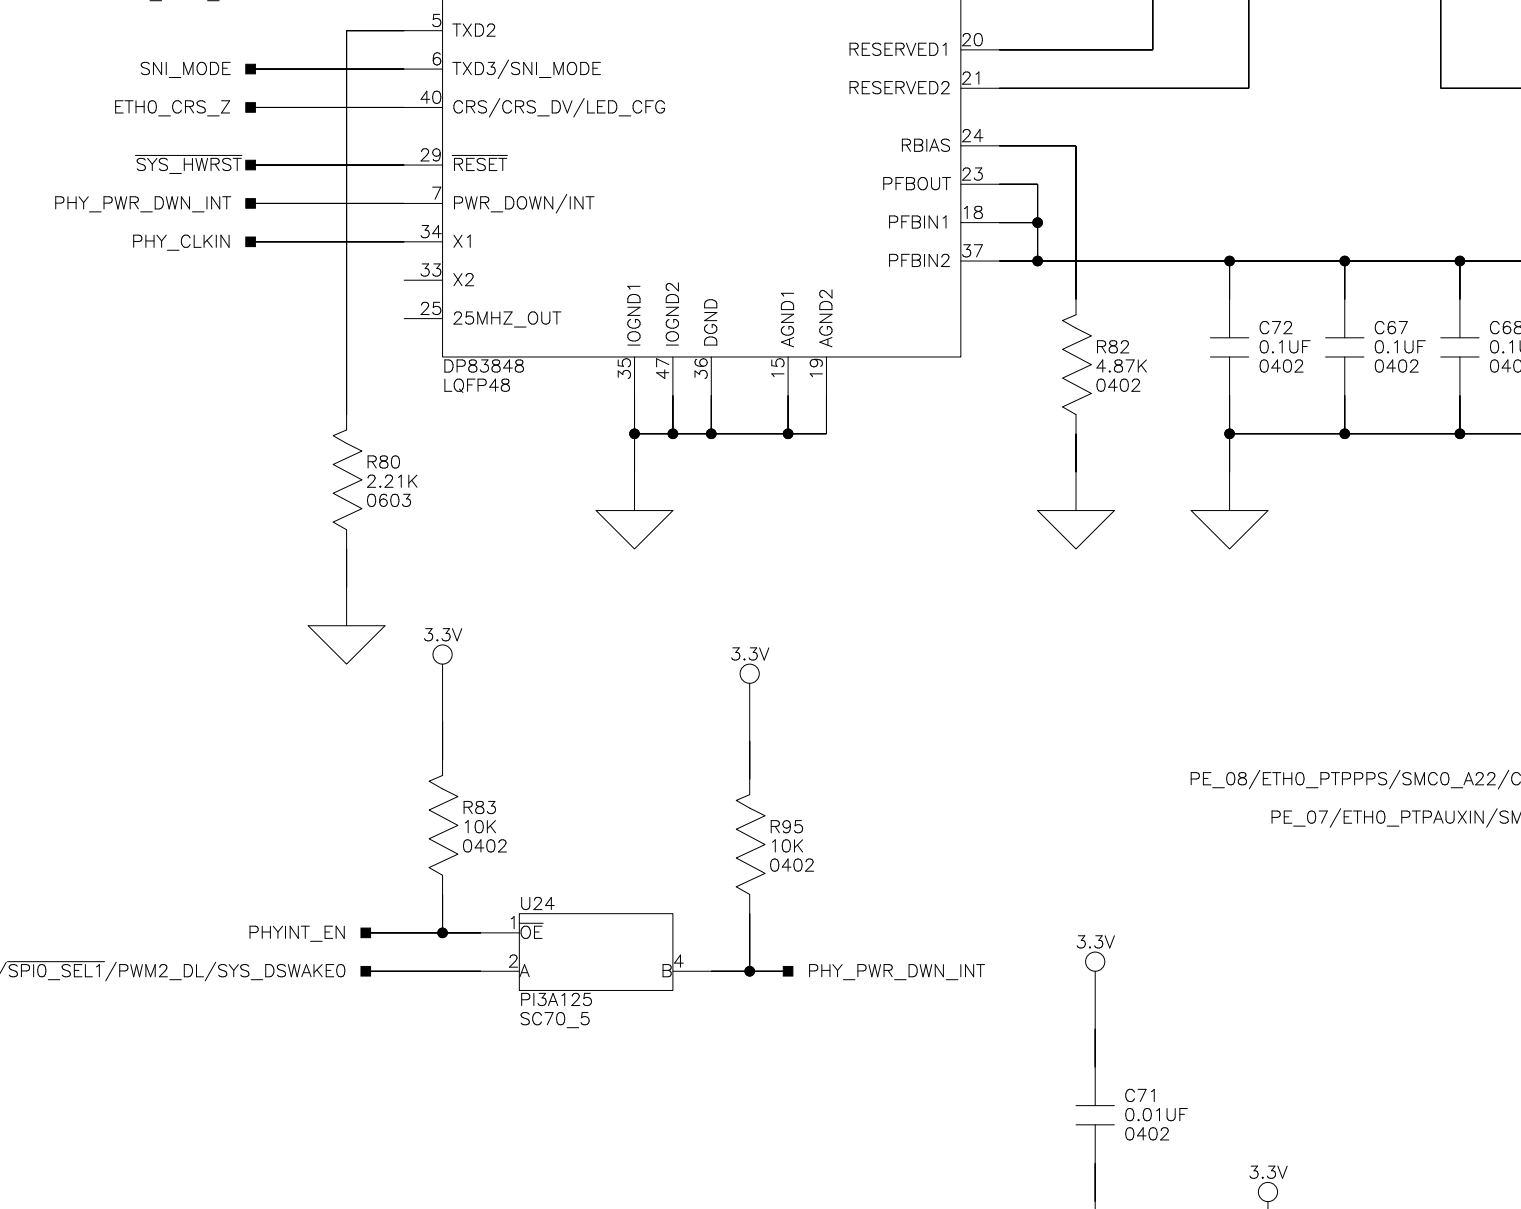 5
TXD2
SNI_MODE
6
TXD3/SNI_MODE
ETH0_CRS_Z
40
CRS/CRS_DV/LED_CFG
SYS_HWRST
29
RESET
PHY_PWR_DWN_INT
7
PWR_DOWN/INT
PHY_CLKIN
34
X1
33
X2
25
25MHZ_OUT
RESERVED1
20
RESERVED2
21
RBIAS
24
PFBOUT
23
PFBIN1
18
PFBIN2
37
IOGND1
IOGND2
DGND
AGND1
AGND2
35
47
36
15
19
DP83848
LQFP48
R82
4.87K
0402
C72
0.1UF
0402
C67
0.1UF
0402
C68
0.1U
040
R80
2.21K
0603
3.3V
3.3V
R83
10K
0402
R95
10K
0402
PE_08/ETH0_PTPPPS/SMC0_A22/C
PE_07/ETH0_PTPAUXIN/SM
U24
PHYINT_EN
1
OE
/SPI0_SEL1/PWM2_DL/SYS_DSWAKE0
2
A
B
4
PHY_PWR_DWN_INT
PI3A125
SC70_5
3.3V
C71
0.01UF
0402
3.3V